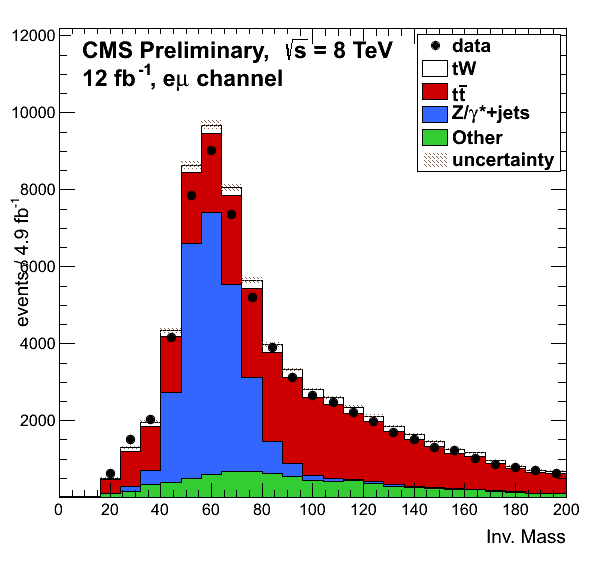 CMS Preliminary, √s = 8 TeV
12 fb⁻¹, eμ channel
data
tW
tt̄
Z/γ*+jets
Other
uncertainty
events / 4.9 fb⁻¹
12000
10000
8000
6000
4000
2000
0 20 40 60 80 100 120 140 160 180 200
Inv. Mass